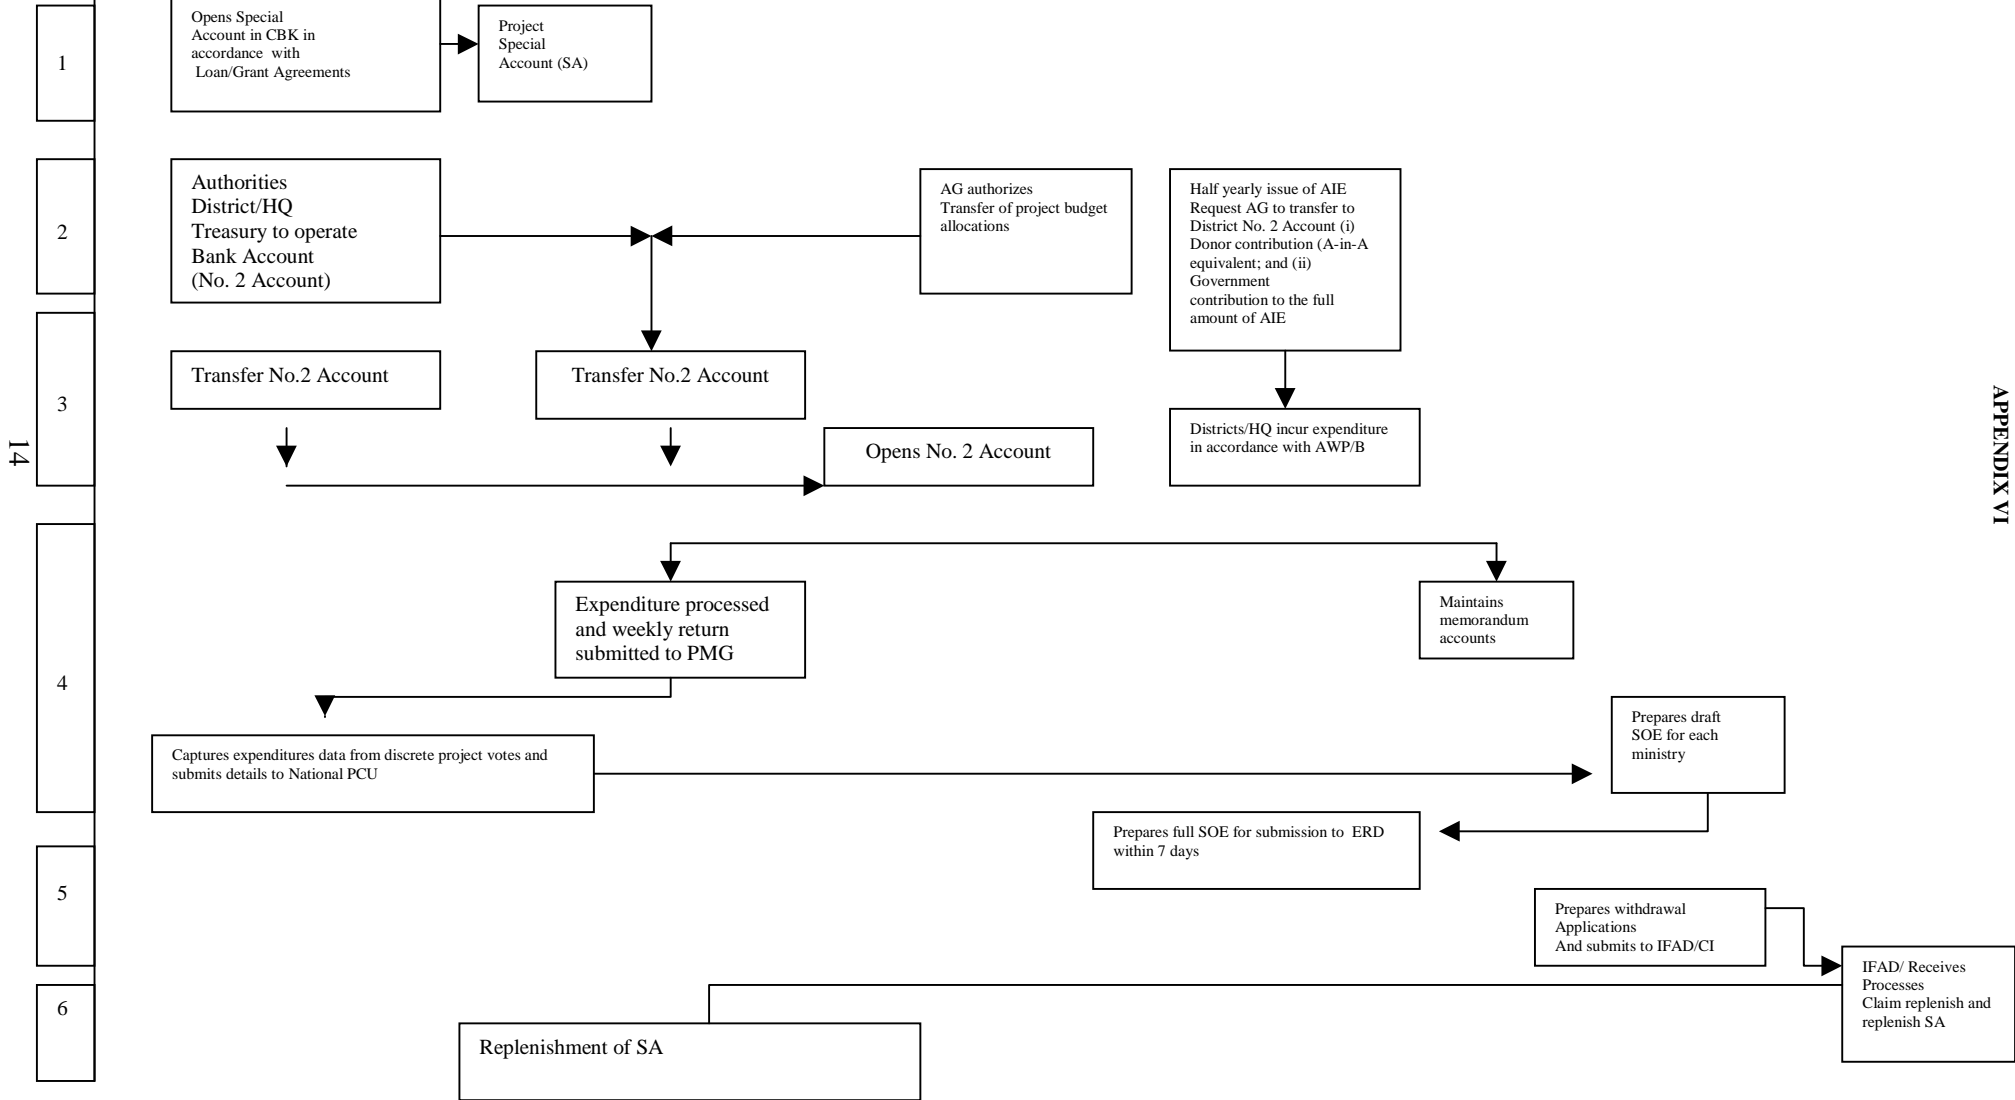 1
Opens Special
Account in CBK in
accordance with
Loan/Grant Agreements
Project
Special
Account (SA)
2
Authorities
District/HQ
Treasury to operate
Bank Account
(No. 2 Account)
AG authorizes
Transfer of project budget
allocations
Half yearly issue of AIE
Request AG to transfer to
District No. 2 Account (i)
Donor contribution (A-in-A
equivalent; and (ii)
Government
contribution to the full
amount of AIE
3
Transfer No.2 Account
Transfer No.2 Account
Opens No. 2 Account
Districts/HQ incur expenditure
in accordance with AWP/B
14
APPENDIX VI
4
Expenditure processed
and weekly return
submitted to PMG
Maintains
memorandum
accounts
Captures expenditures data from discrete project votes and
submits details to National PCU
Prepares draft
SOE for each
ministry
Prepares full SOE for submission to ERD
within 7 days
5
Prepares withdrawal
Applications
And submits to IFAD/CI
IFAD/ Receives
Processes
Claim replenish and
replenish SA
6
Replenishment of SA